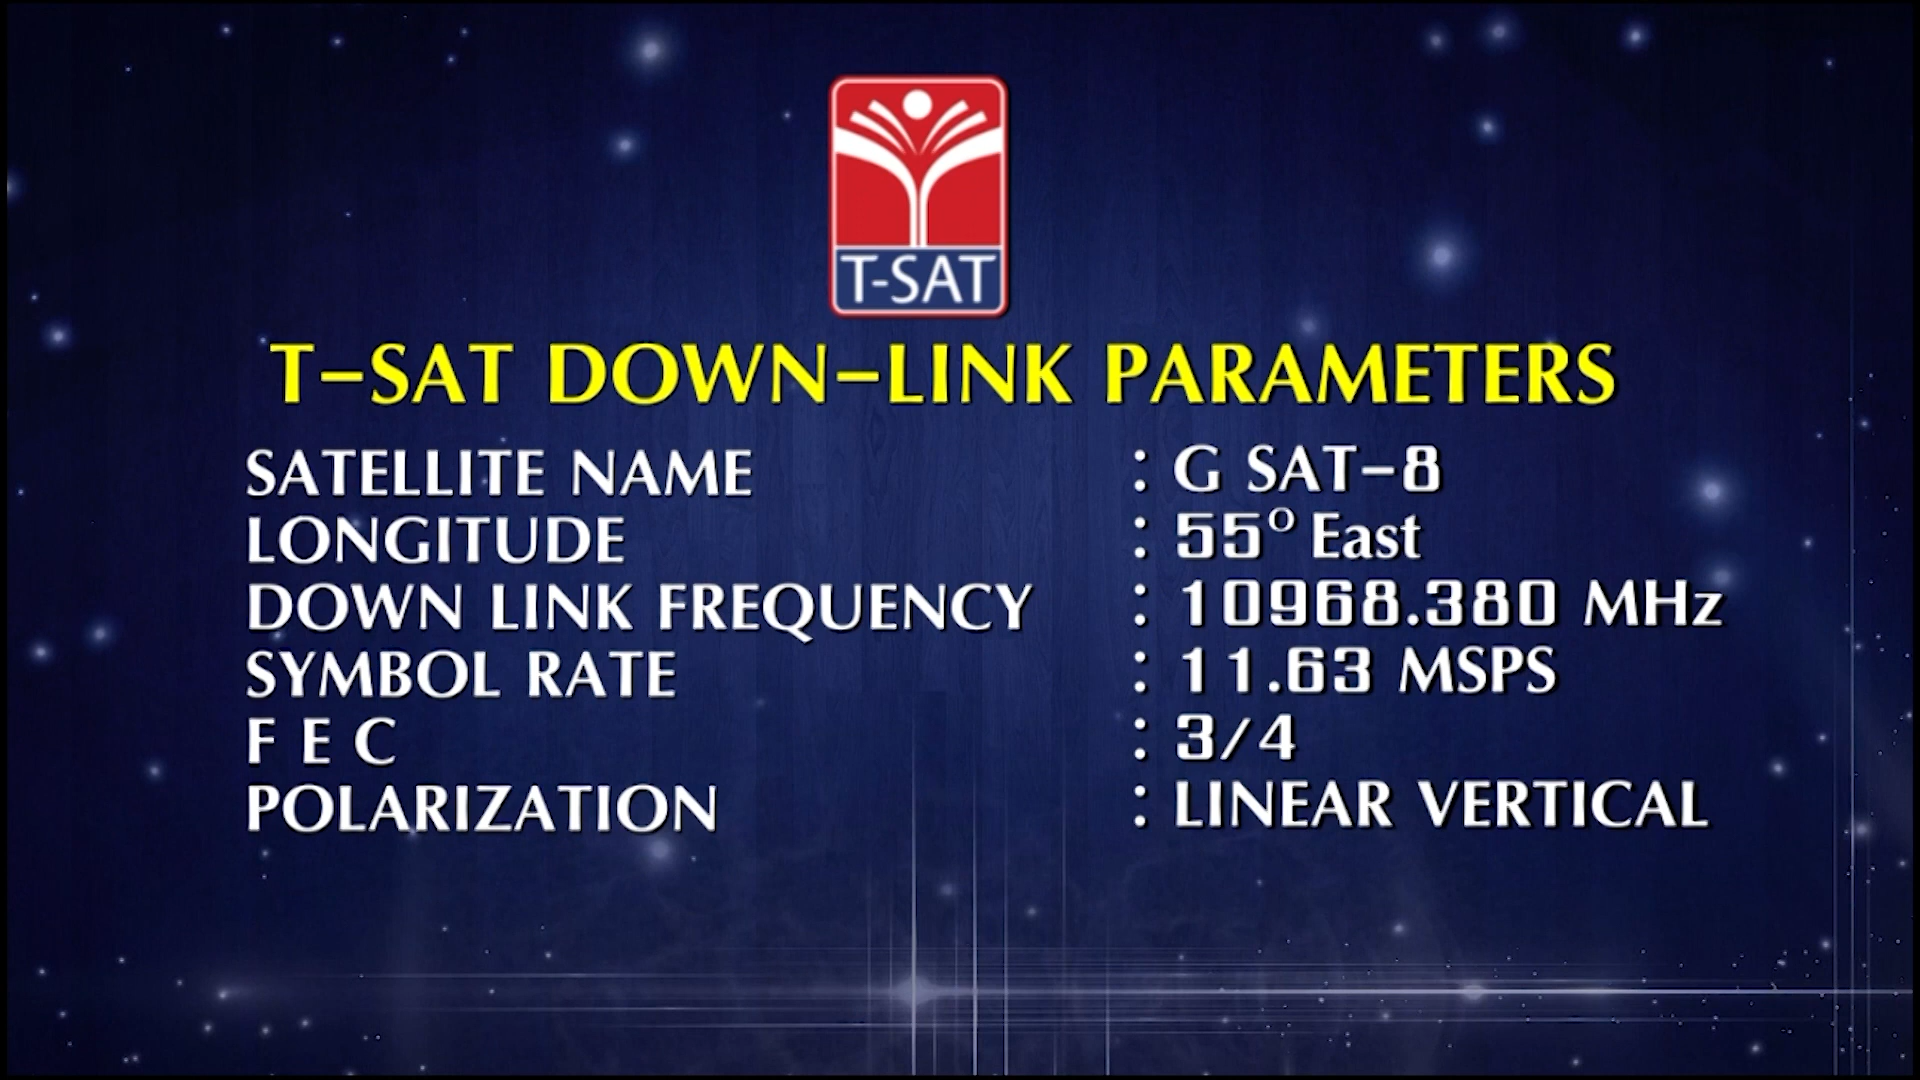 T-SAT
T-SAT DOWN-LINK PARAMETERS
SATELLITE NAME : G SAT-8
LONGITUDE : 55° East
DOWN LINK FREQUENCY : 10968.380 MHz
SYMBOL RATE : 11.63 MSPS
F E C : 3/4
POLARIZATION : LINEAR VERTICAL